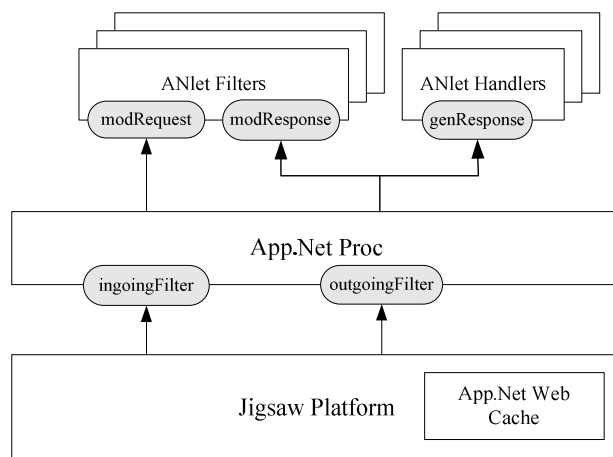 ANlet Filters
ANlet Handlers
modRequest
modResponse
genResponse
App.Net Proc
ingoingFilter
outgoingFilter
Jigsaw Platform
App.Net Web
Cache